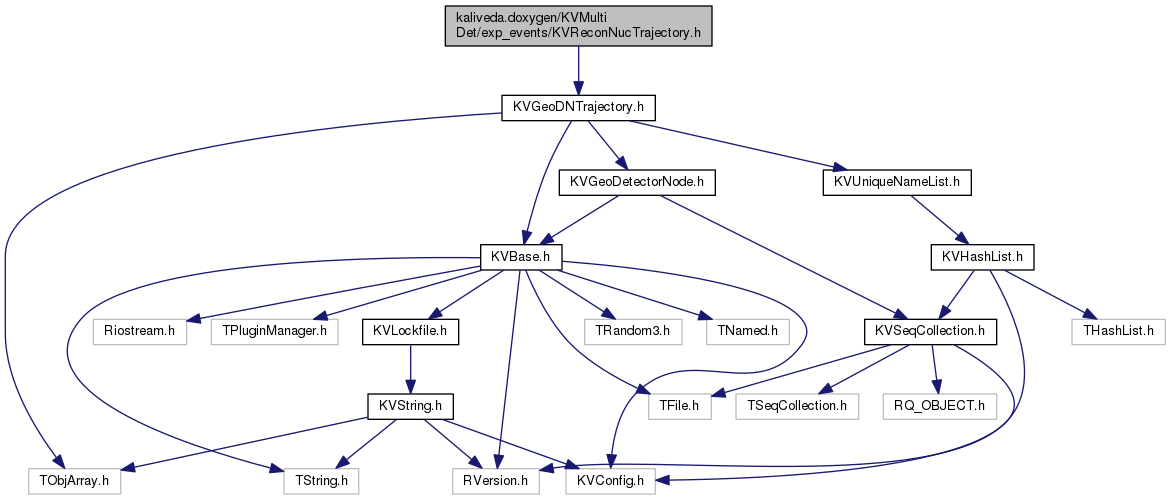 kaliveda.doxygen/KVMulti
Det/exp_events/KVReconNucTrajectory.h
KVGeoDNTrajectory.h
KVGeoDetectorNode.h
KVUniqueNameList.h
KVBase.h
KVHashList.h
Riostream.h
TPluginManager.h
KVLockfile.h
TRandom3.h
TNamed.h
KVSeqCollection.h
THashList.h
KVString.h
TFile.h
TSeqCollection.h
RQ_OBJECT.h
TObjArray.h
TString.h
RVersion.h
KVConfig.h